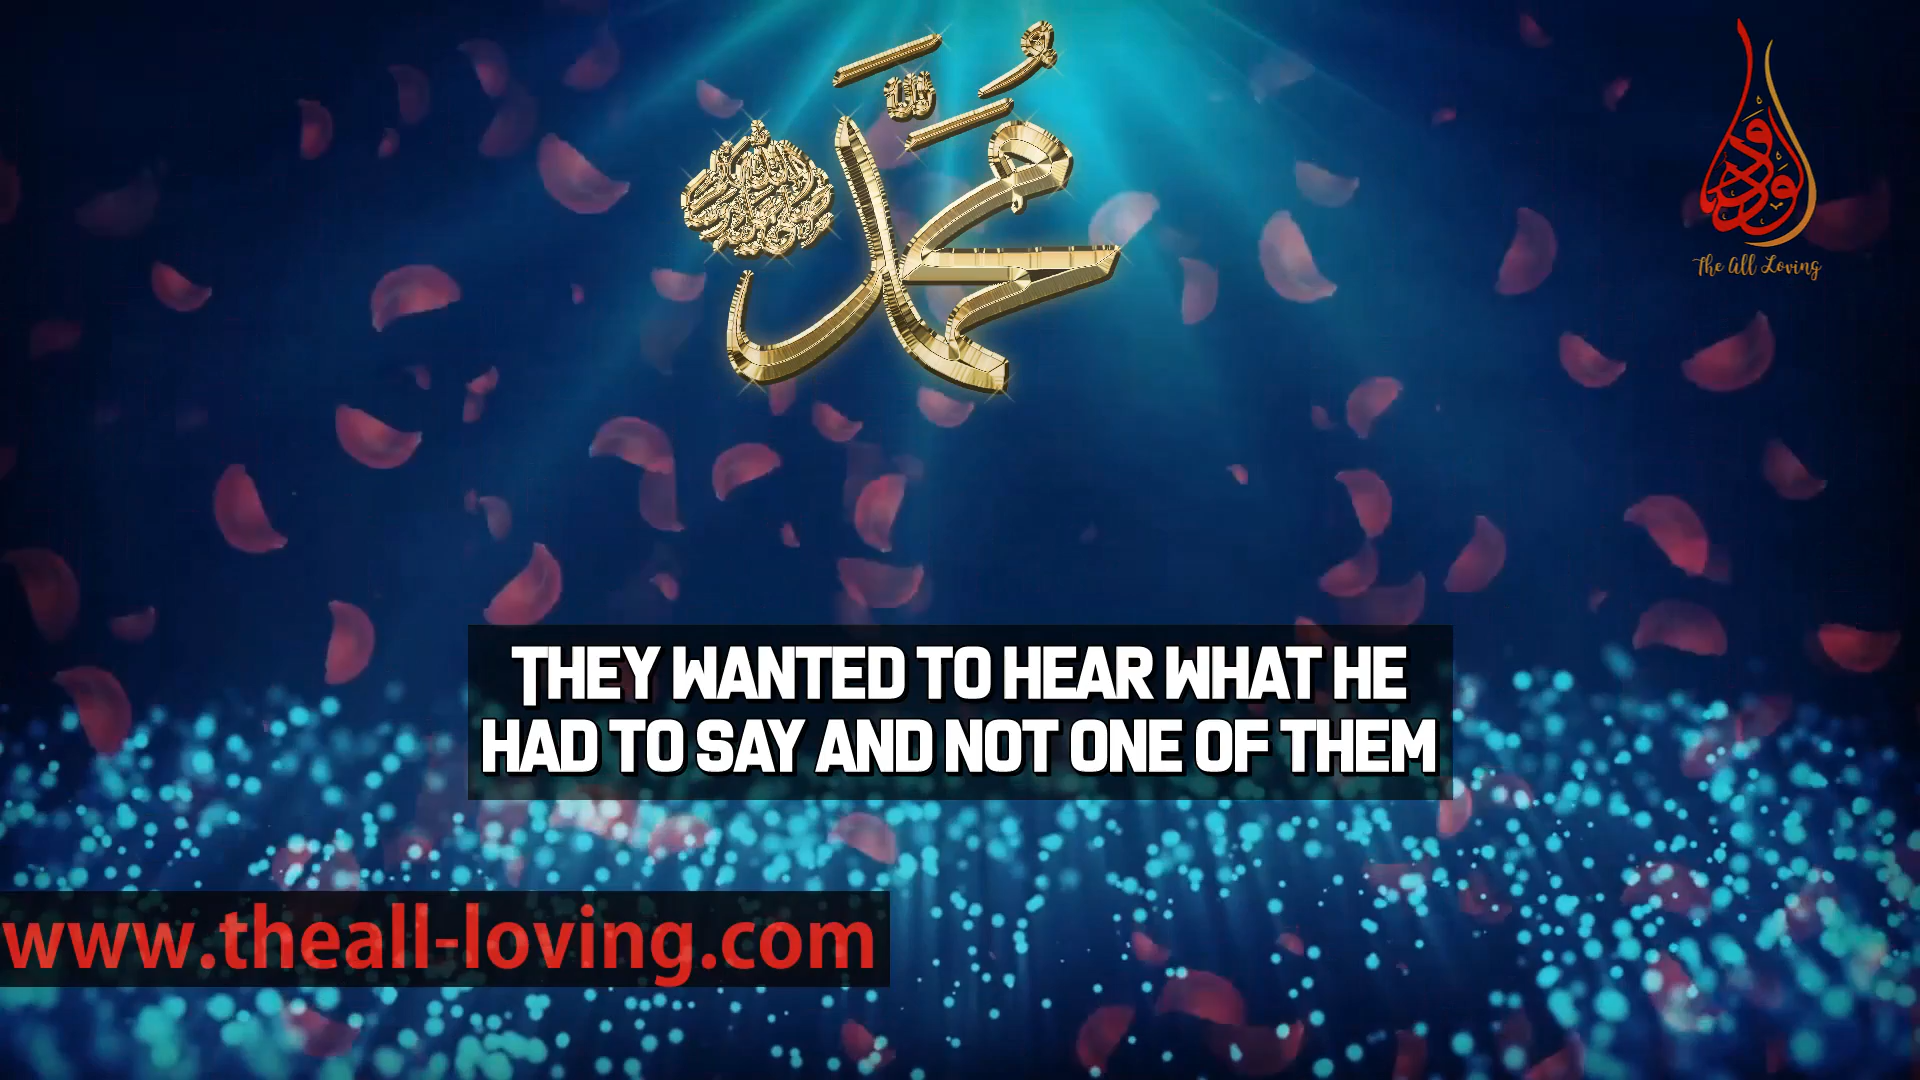 مُحَمَّد
الودود
The All Loving
THEY WANTED TO HEAR WHAT HE
HAD TO SAY AND NOT ONE OF THEM
www.theall-loving.com